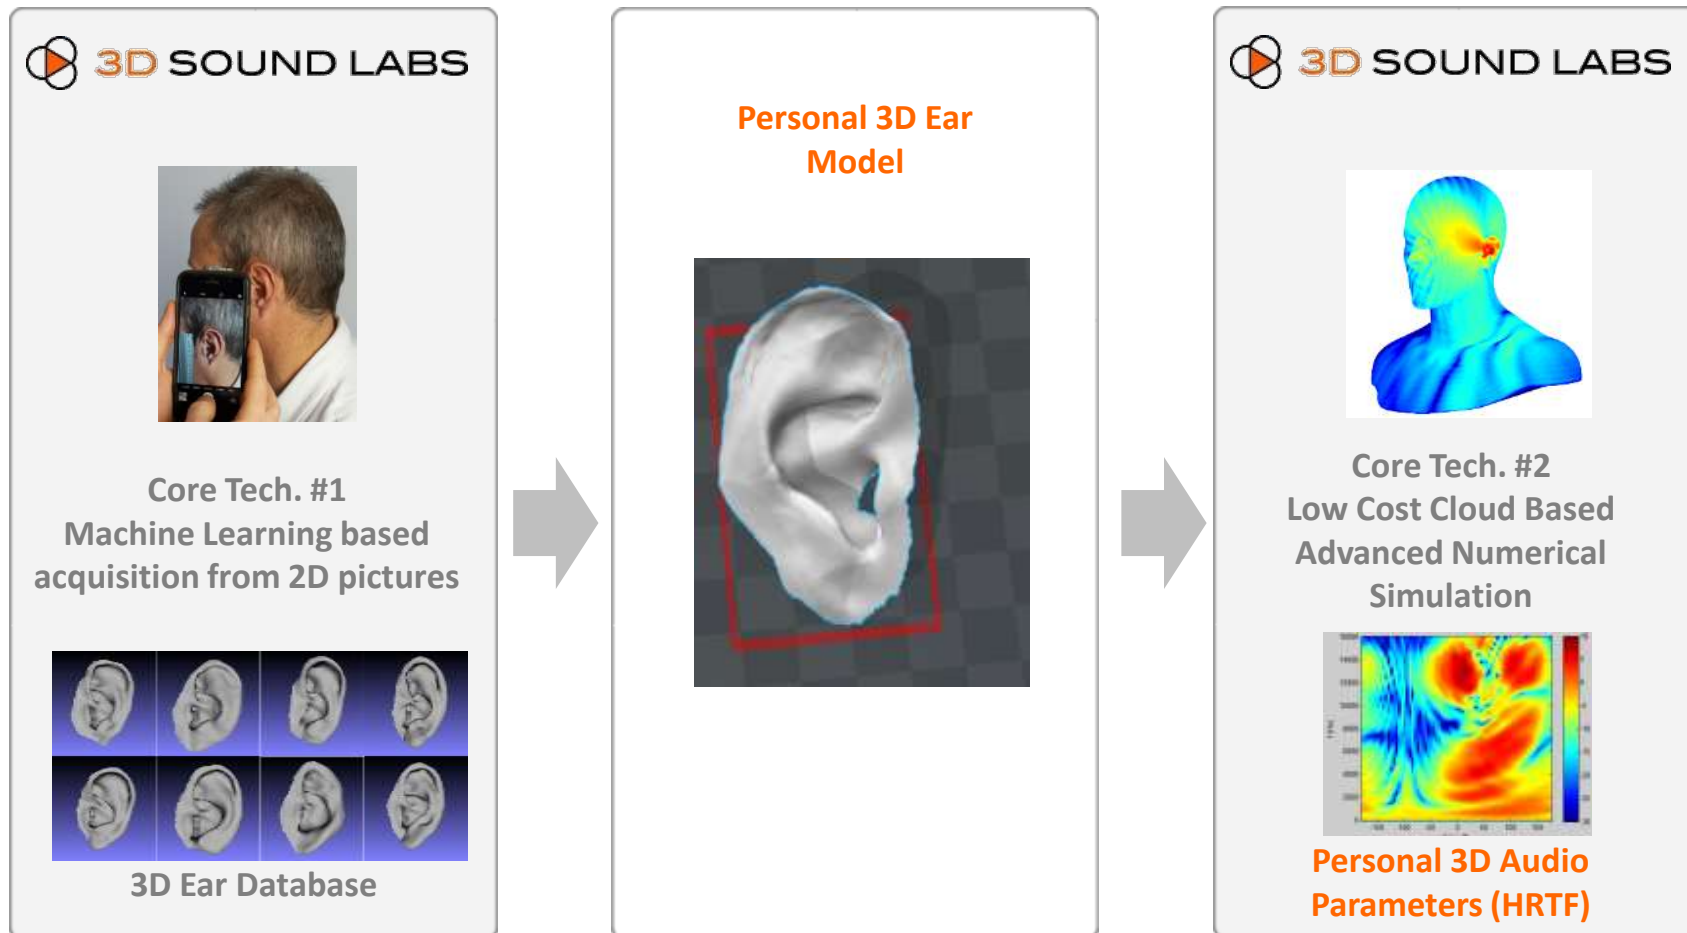 3D SOUND LABS
Core Tech. #1
Machine Learning based
acquisition from 2D pictures
3D Ear Database
Personal 3D Ear
Model
3D SOUND LABS
Core Tech. #2
Low Cost Cloud Based
Advanced Numerical
Simulation
Personal 3D Audio
Parameters (HRTF)